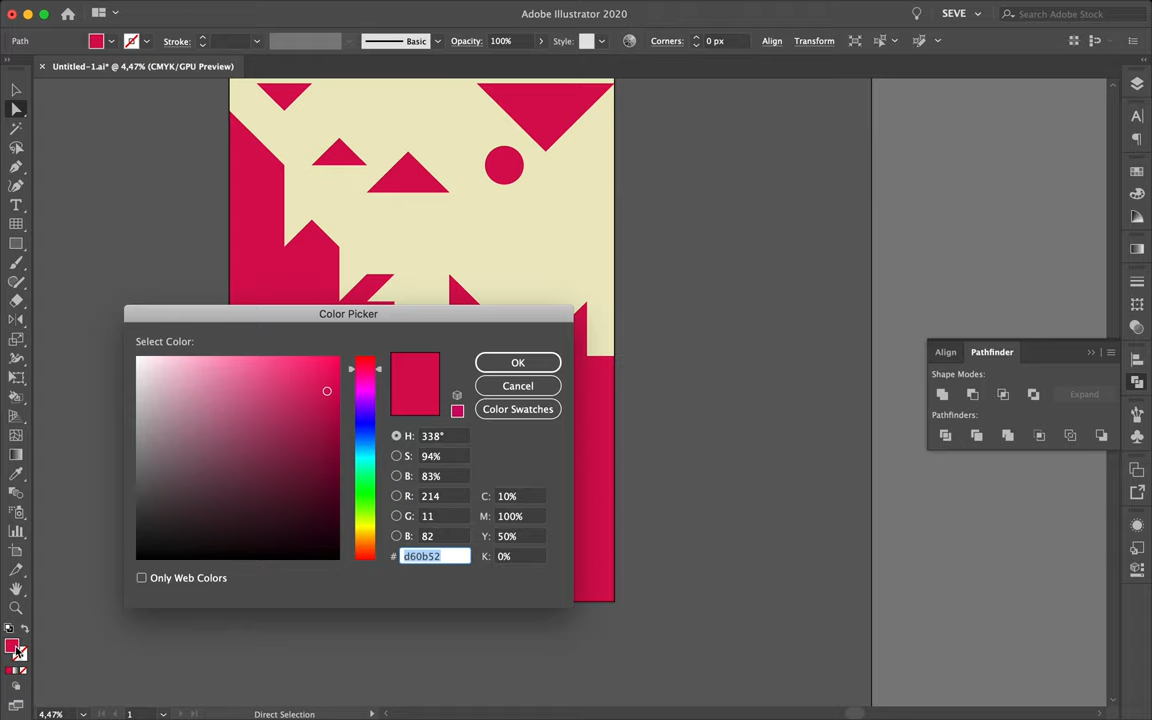 Adobe Illustrator 2020
SEVE
Search Adobe Stock
Path
Stroke:
Basic
Opacity:
100%
Style:
Corners:
0 px
Align
Transform
Untitled-1.ai* @ 4,47% (CMYK/GPU Preview)
Color Picker
Select Color:
OK
Cancel
Color Swatches
H: 338°
S: 94%
B: 83%
R: 214
G: 11
B: 82
# d60b52
C: 10%
M: 100%
Y: 50%
K: 0%
Only Web Colors
Align
Pathfinder
Shape Modes:
Expand
Pathfinders:
4,47%
1
Direct Selection